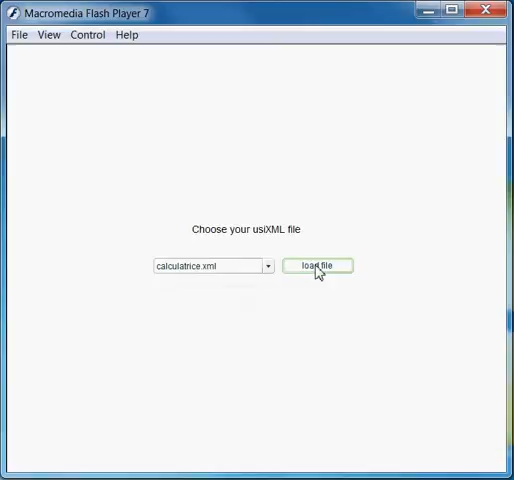 Macromedia Flash Player 7
File View Control Help
Choose your usiXML file
calculatrice.xml load file